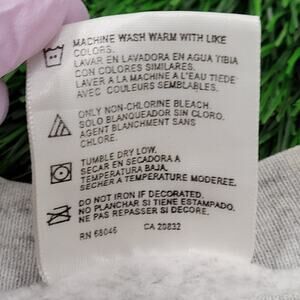 MACHINE WASH WARM WITH LIKE
COLORS.
LAVAR EN LAVADORA EN AGUA TIBIA
CON COLORES SIMILARES.
LAVER A LA MACHINE A L'EAU TIEDE
AVEC COULEURS SEMBLABLES.
ONLY NON-CHLORINE BLEACH.
SOLO BLANQUEADOR SIN CLORO.
AGENT BLANCHMENT SANS
CHLORE.
TUMBLE DRY LOW.
SECAR EN SECADORA A
TEMPERATURA BAJA.
SECHER A TEMPERATURE MODEREE.
DO NOT IRON IF DECORATED.
NO PLANCHAR SI TIENE ESTAMPADO.
NE PAS REPASSER SI DECORE.
RN 68046 CA 20832